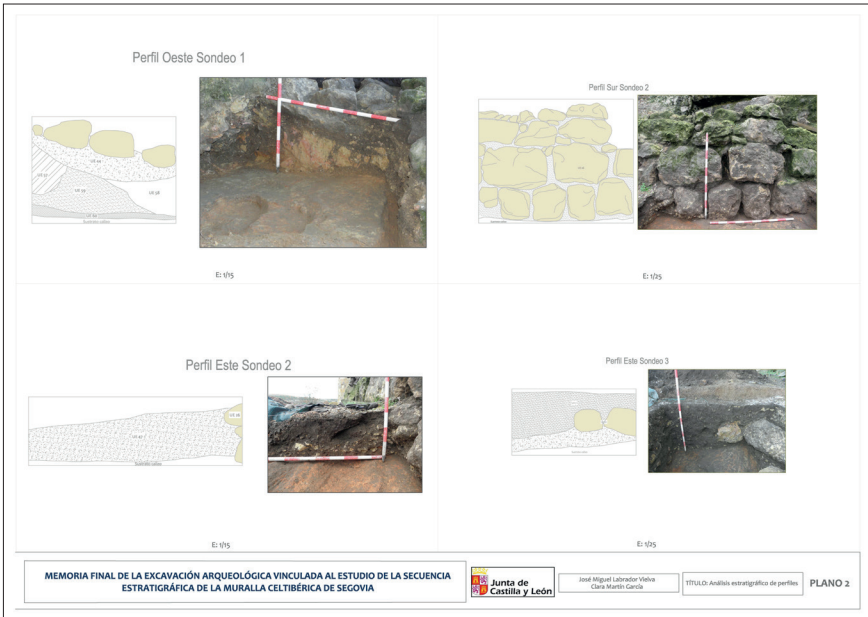 Perfil Oeste Sondeo 1
E: 1/15
Perfil Sur Sondeo 2
E: 1/25
Perfil Este Sondeo 2
E: 1/15
Perfil Este Sondeo 3
E: 1/25
MEMORIA FINAL DE LA EXCAVACIÓN ARQUEOLÓGICA VINCULADA AL ESTUDIO DE LA SECUENCIA
ESTRATIGRÁFICA DE LA MURALLA CELTIBÉRICA DE SEGOVIA
Junta de
Castilla y León
José Miguel Labrador Vielva
Clara Martín García
TÍTULO: Análisis estratigráfico de perfiles
PLANO 2